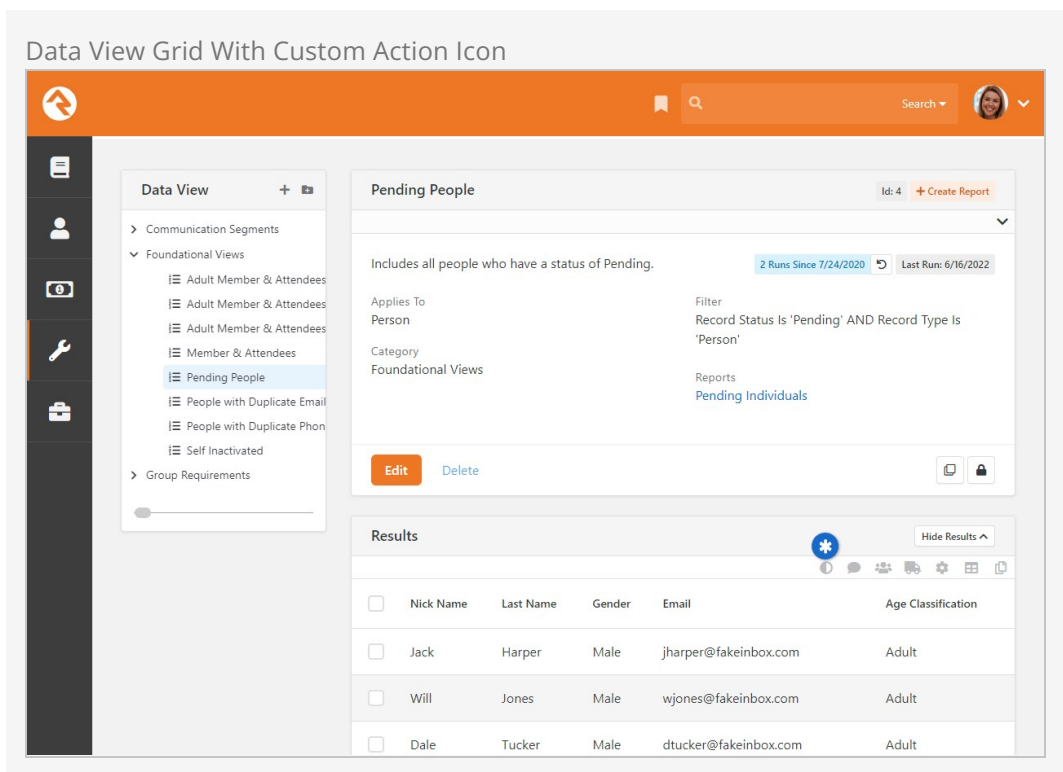 Data View Grid With Custom Action Icon
Search
Data View
Communication Segments
Foundational Views
Adult Member & Attendees
Adult Member & Attendees
Adult Member & Attendees
Member & Attendees
Pending People
People with Duplicate Email
People with Duplicate Phon
Self Inactivated
Group Requirements
Pending People
Id: 4 + Create Report
Includes all people who have a status of Pending.
2 Runs Since 7/24/2020 Last Run: 6/16/2022
Applies To
Person
Category
Foundational Views
Filter
Record Status Is 'Pending' AND Record Type Is
'Person'
Reports
Pending Individuals
Edit Delete
Results
Hide Results
Nick Name Last Name Gender Email Age Classification
Jack Harper Male jharper@fakeinbox.com Adult
Will Jones Male wjones@fakeinbox.com Adult
Dale Tucker Male dtucker@fakeinbox.com Adult